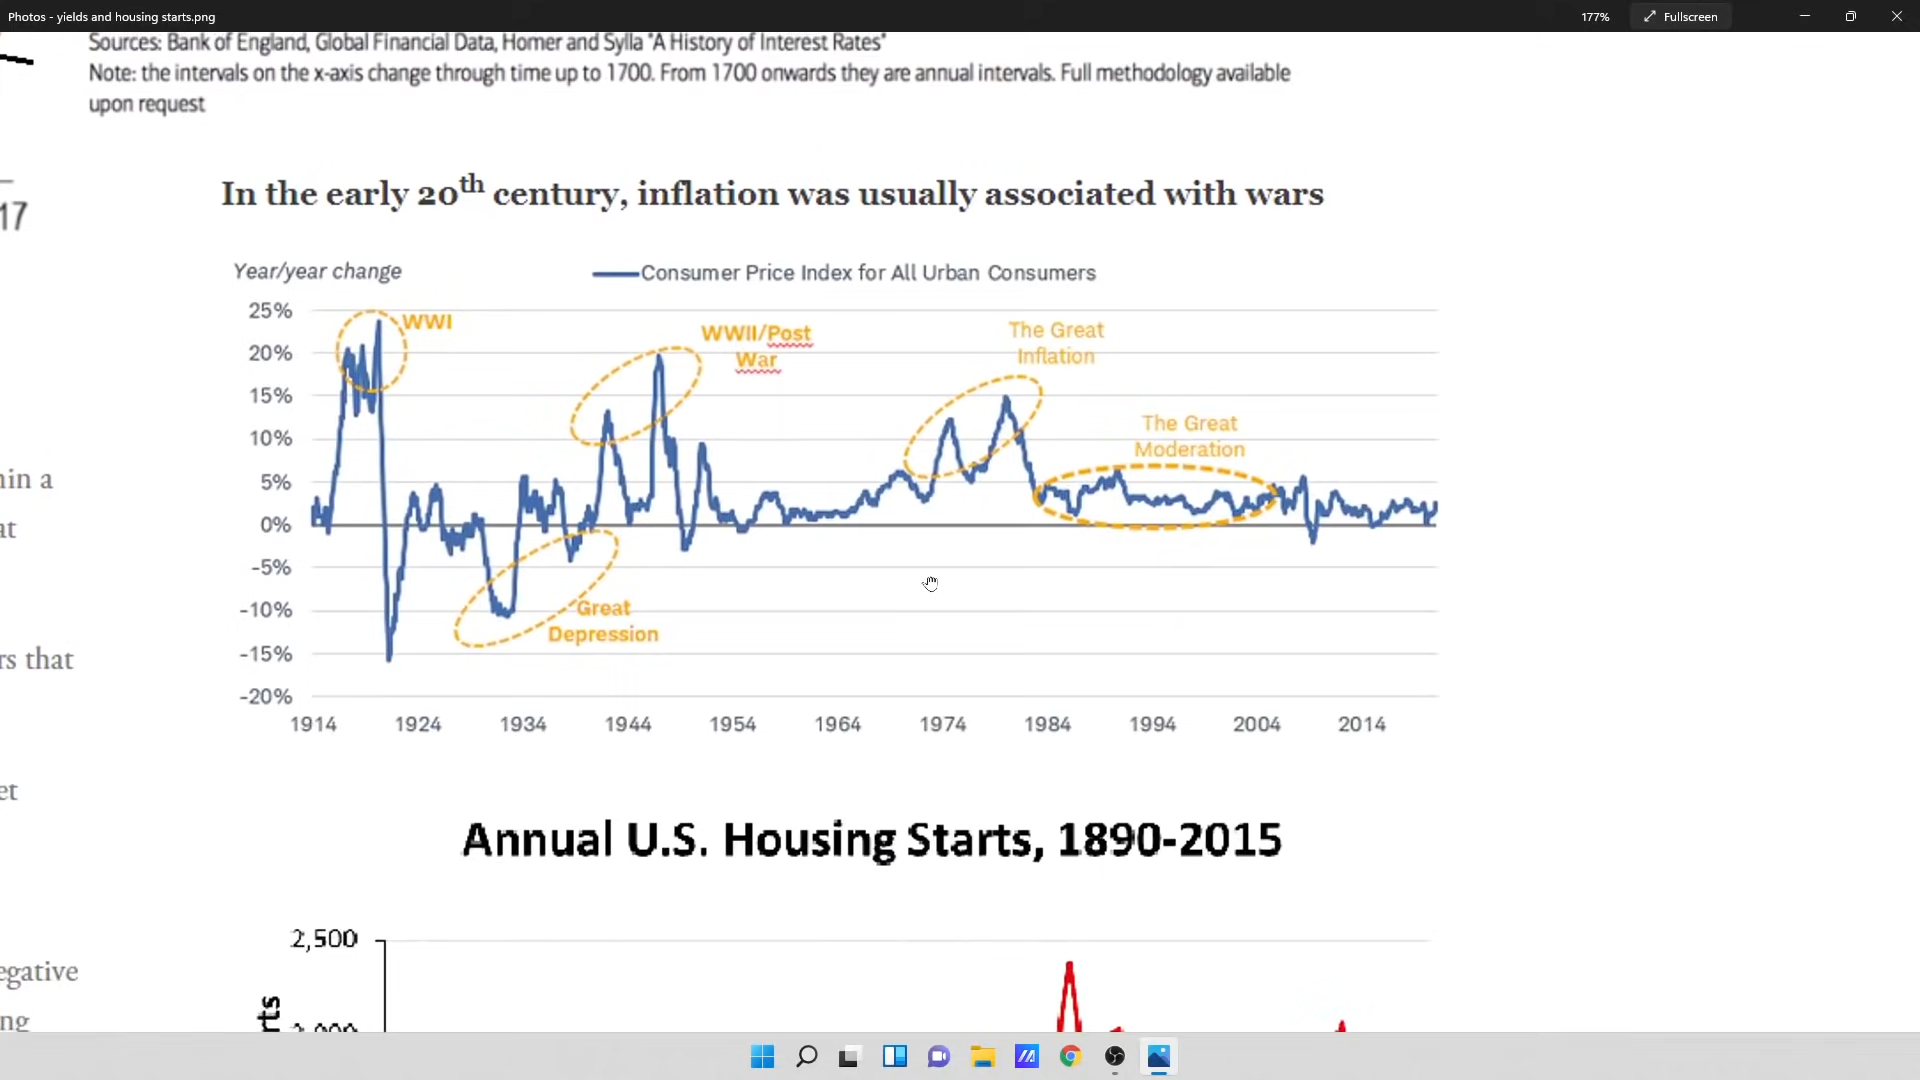 Photos - yields and housing starts.png
177%
Fullscreen
Sources: Bank of England, Global Financial Data, Homer and Sylla "A History of Interest Rates"
Note: the intervals on the x-axis change through time up to 1700. From 1700 onwards they are annual intervals. Full methodology available
upon request
17
In the early 20th century, inflation was usually associated with wars
Year/year change
Consumer Price Index for All Urban Consumers
25%
20%
15%
10%
5%
0%
-5%
-10%
-15%
-20%
WWI
WWII/Post
War
The Great
Inflation
The Great
Moderation
Great
Depression
1914 1924 1934 1944 1954 1964 1974 1984 1994 2004 2014
in a
at
rs that
et
egative
ng
Annual U.S. Housing Starts, 1890-2015
2,500
rts